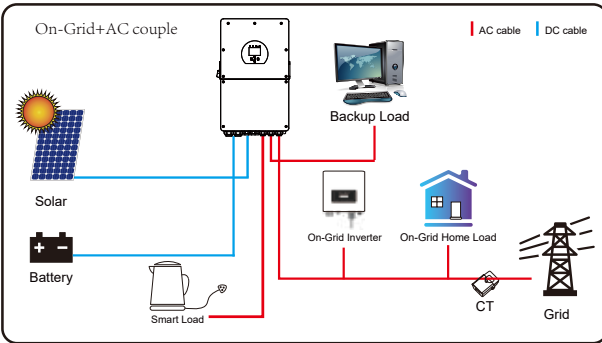 On-Grid+AC couple
AC cable
DC cable
Backup Load
Solar
On-Grid Inverter
On-Grid Home Load
Battery
Smart Load
CT
Grid